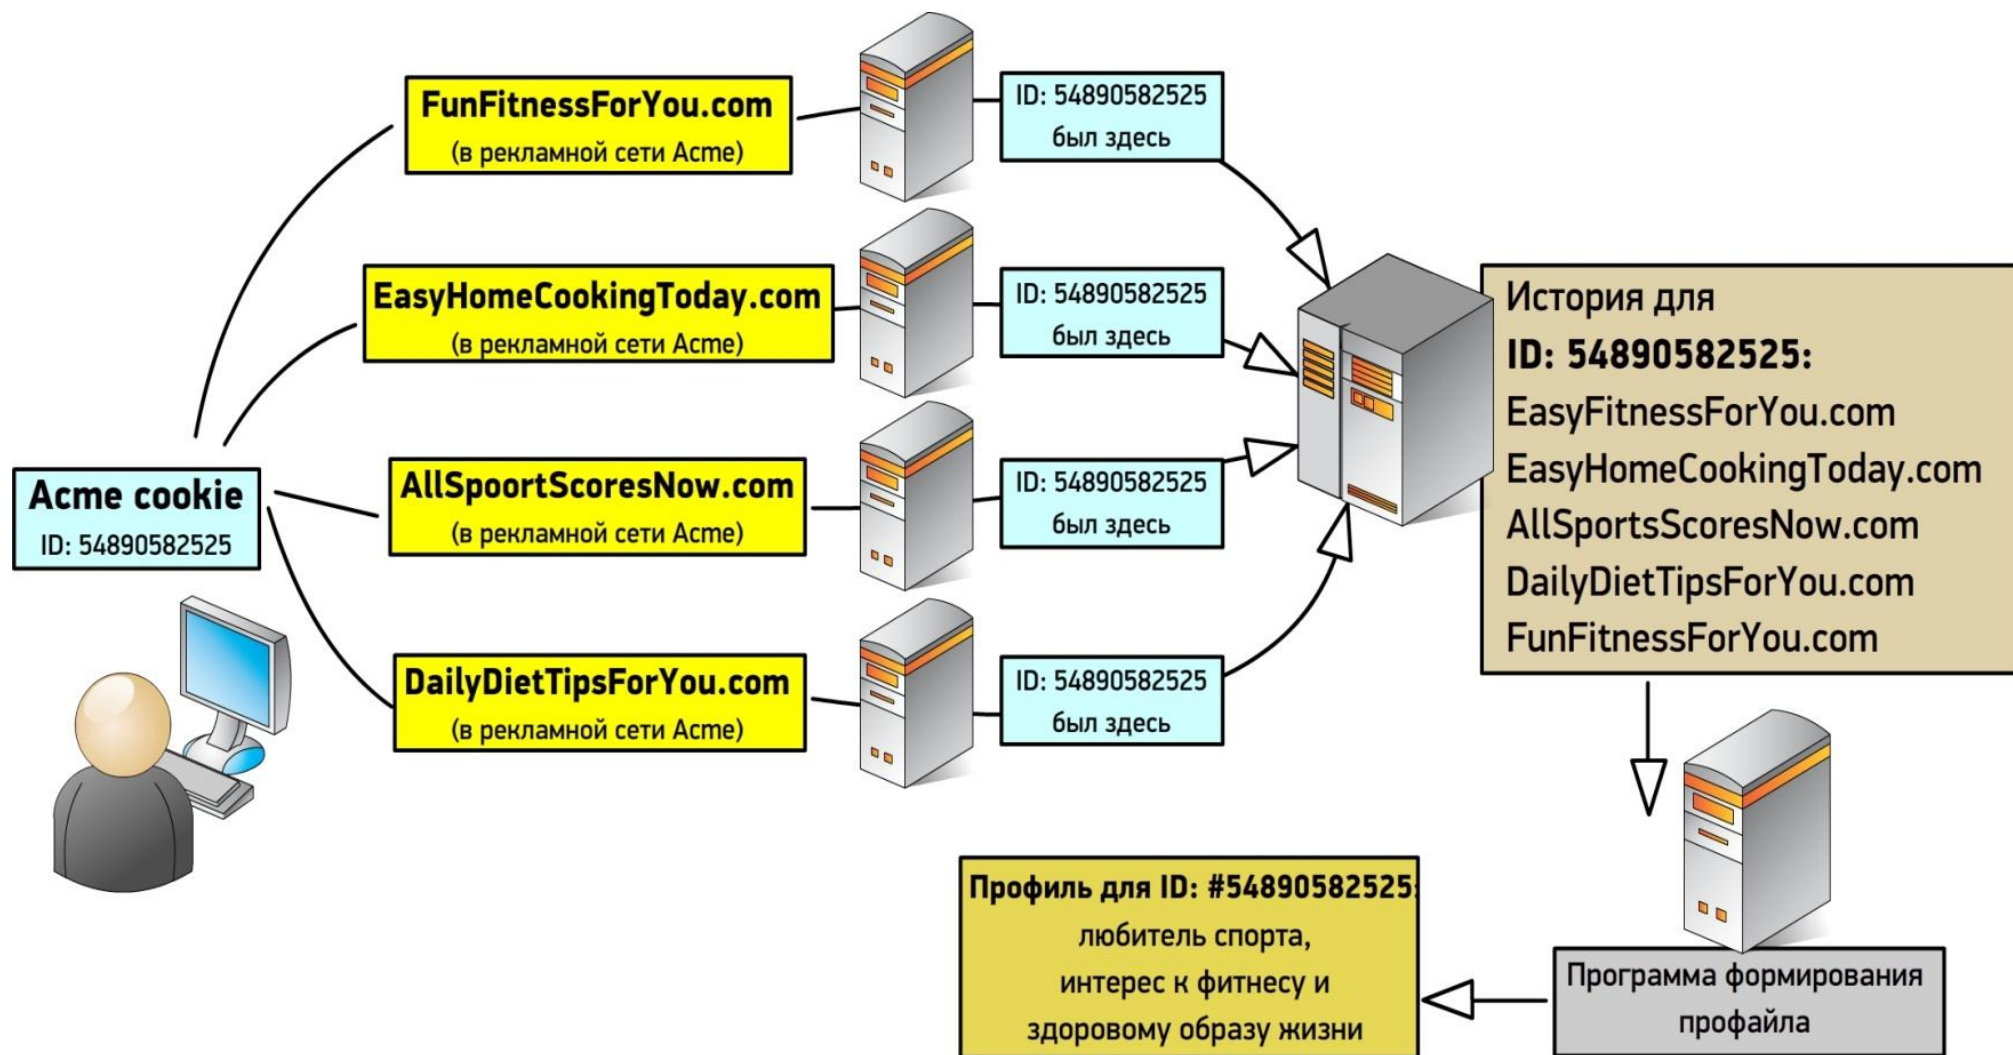 FunFitnessForYou.com
(в рекламной сети Acme)
ID: 54890582525
был здесь
EasyHomeCookingToday.com
(в рекламной сети Acme)
ID: 54890582525
был здесь
История для
ID: 54890582525:
EasyFitnessForYou.com
EasyHomeCookingToday.com
AllSportsScoresNow.com
DailyDietTipsForYou.com
FunFitnessForYou.com
Acme cookie
ID: 54890582525
AllSpoortScoresNow.com
(в рекламной сети Acme)
ID: 54890582525
был здесь
DailyDietTipsForYou.com
(в рекламной сети Acme)
ID: 54890582525
был здесь
Профиль для ID: #54890582525:
любитель спорта,
интерес к фитнесу и
здоровому образу жизни
Программа формирования
профайла